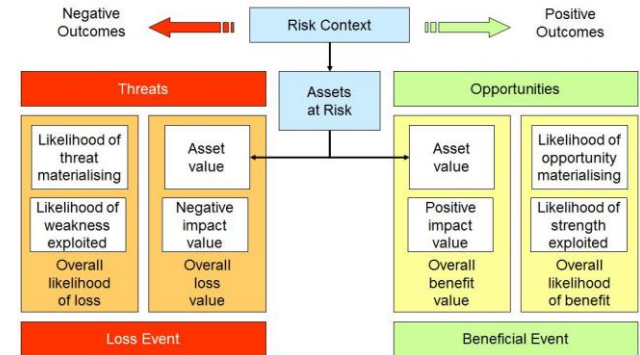 Negative
Outcomes
Risk Context
Positive
Outcomes
Threats
Assets
at Risk
Opportunities
Likelihood of
threat
materialising
Likelihood of
weakness
exploited
Overall
likelihood
of loss
Asset
value
Negative
impact
value
Overall
loss
value
Asset
value
Positive
impact
value
Overall
benefit
value
Likelihood of
opportunity
materialising
Likelihood of
strength
exploited
Overall
likelihood
of benefit
Loss Event
Beneficial Event